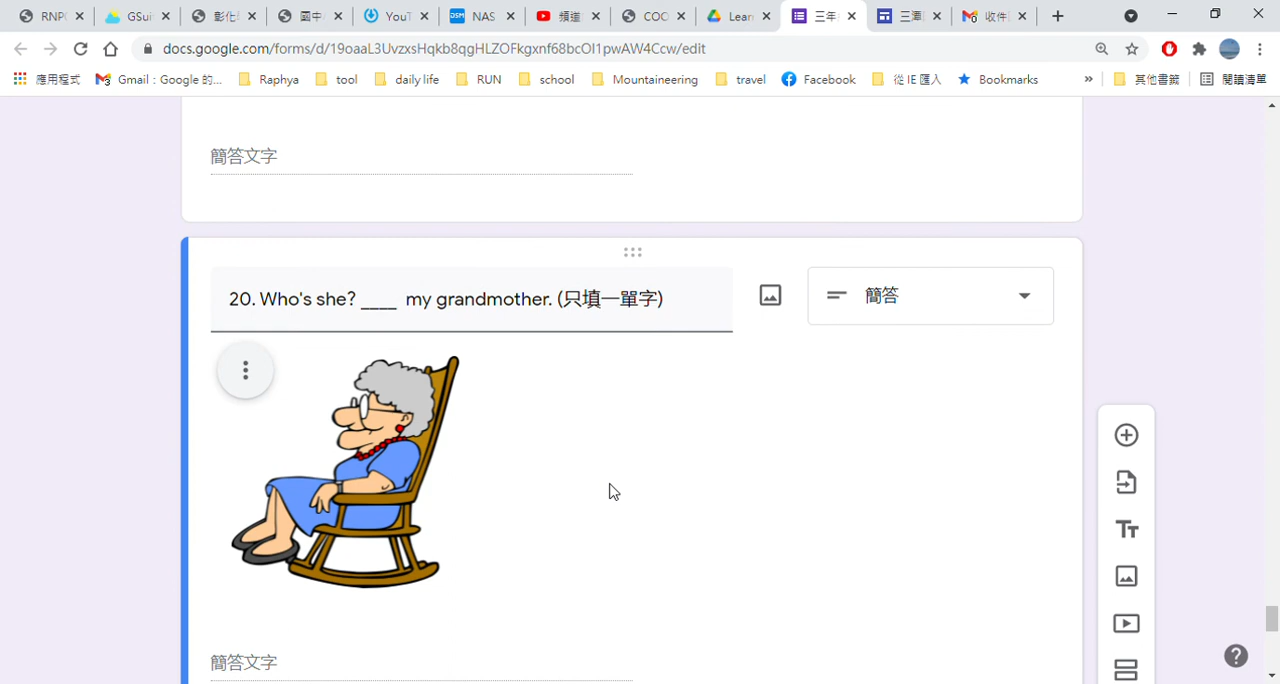 RNPC
GSui
彰化
國中
YouT
NAS
頻道
COC
Lear
三年
三潭
收件
docs.google.com/forms/d/19oaaL3UvzxsHqkb8qgHLZOFkgxnf68bcOI1pwAW4Ccw/edit
應用程式
Gmail：Google 的...
Raphya
tool
daily life
RUN
school
Mountaineering
travel
Facebook
從 IE 匯入
Bookmarks
»
其他書籤
閱讀清單
簡答文字
20. Who's she? ____ my grandmother. (只填一單字)
簡答
簡答文字